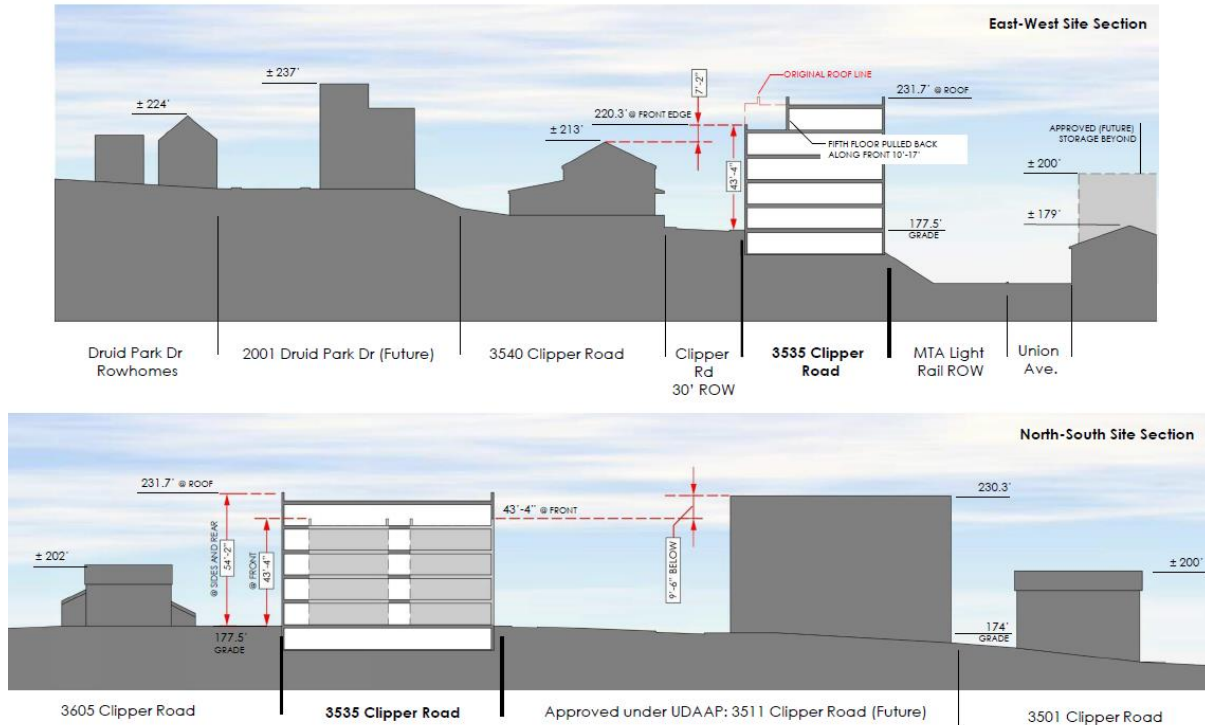 East-West Site Section
± 237'
± 224'
7'-2"
ORIGINAL ROOF LINE
231.7' @ ROOF
220.3' @ FRONT EDGE
± 213'
FIFTH FLOOR PULLED BACK
ALONG FRONT 10'-17'
APPROVED (FUTURE)
STORAGE BEYOND
± 200'
43'-4"
± 179'
177.5'
GRADE
Druid Park Dr
Rowhomes
2001 Druid Park Dr (Future)
3540 Clipper Road
Clipper
Rd
30' ROW
3535 Clipper
Road
MTA Light
Rail ROW
Union
Ave.
North-South Site Section
231.7' @ ROOF
@ SIDES AND REAR
54'-2"
@ FRONT
43'-4"
43'-4" @ FRONT
230.3'
9'-6" BELOW
± 202'
± 200'
177.5'
GRADE
174'
GRADE
3605 Clipper Road
3535 Clipper Road
Approved under UDAAP: 3511 Clipper Road (Future)
3501 Clipper Road